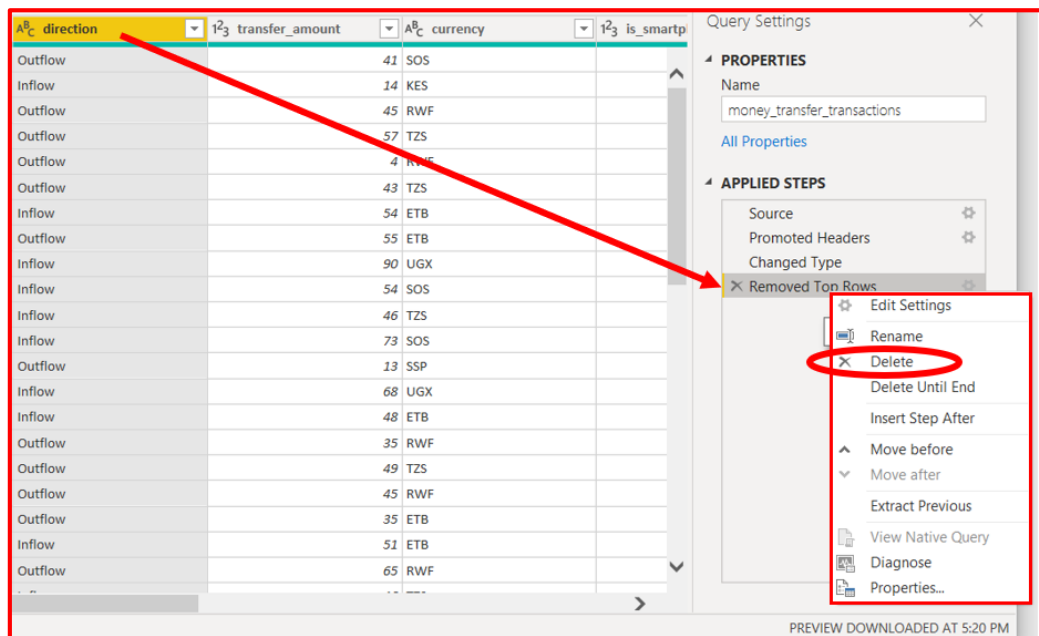 ABC direction 123 transfer_amount ABC currency 123 is_smartp
Outflow 41 SOS
Inflow 14 KES
Outflow 45 RWF
Outflow 57 TZS
Outflow 4 RWF
Outflow 43 TZS
Inflow 54 ETB
Outflow 55 ETB
Inflow 90 UGX
Inflow 54 SOS
Inflow 46 TZS
Inflow 73 SOS
Outflow 13 SSP
Inflow 68 UGX
Inflow 48 ETB
Outflow 35 RWF
Outflow 49 TZS
Outflow 45 RWF
Outflow 35 ETB
Inflow 51 ETB
Outflow 65 RWF
Query Settings
PROPERTIES
Name
money_transfer_transactions
All Properties
APPLIED STEPS
Source
Promoted Headers
Changed Type
Removed Top Rows
Edit Settings
Rename
Delete
Delete Until End
Insert Step After
Move before
Move after
Extract Previous
View Native Query
Diagnose
Properties...
PREVIEW DOWNLOADED AT 5:20 PM